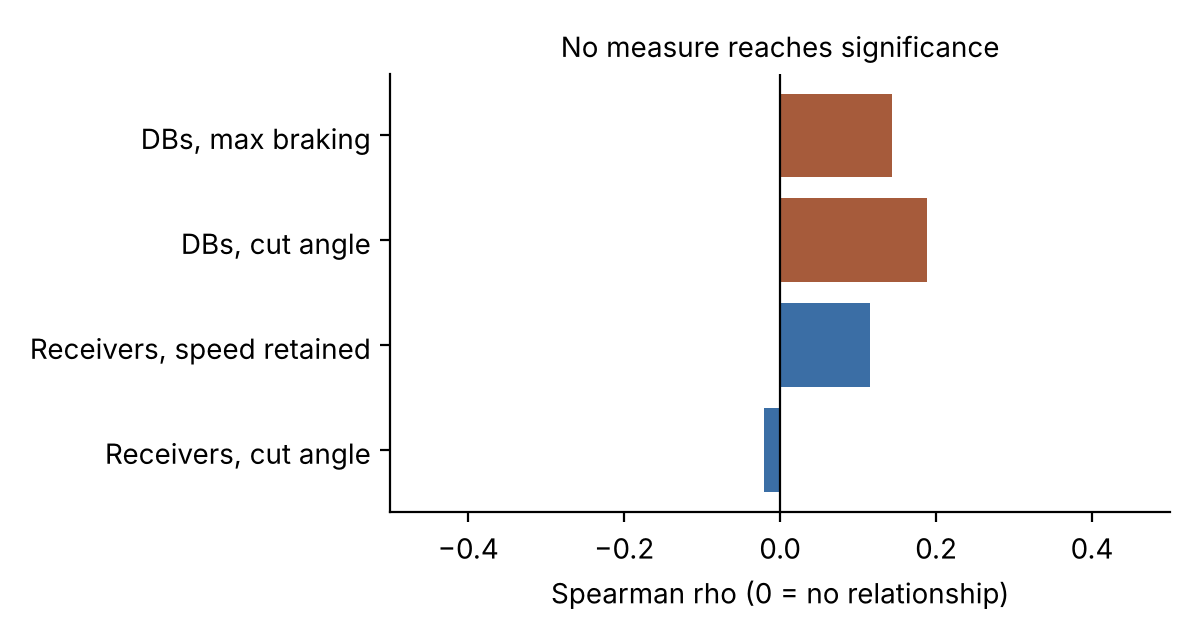 No measure reaches significance
DBs, max braking
DBs, cut angle
Receivers, speed retained
Receivers, cut angle
−0.4 −0.2 0.0 0.2 0.4
Spearman rho (0 = no relationship)